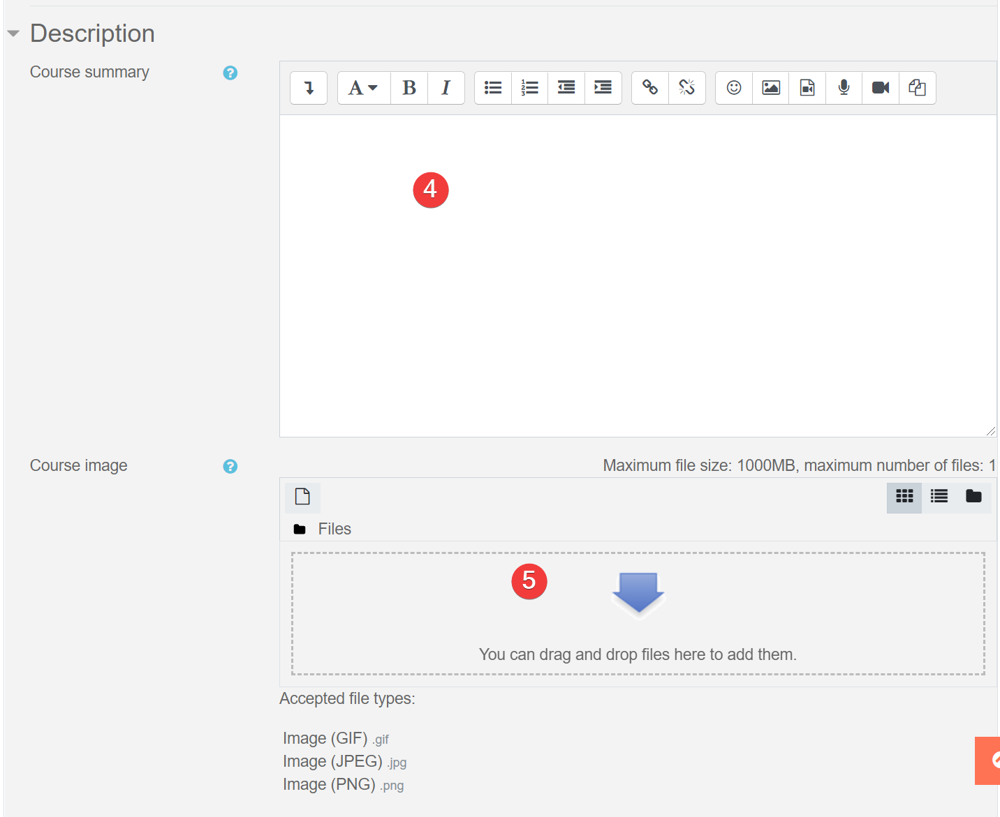 Description
Course summary
4
Course image
Maximum file size: 1000MB, maximum number of files: 1
Files
5
You can drag and drop files here to add them.
Accepted file types:
Image (GIF) .gif
Image (JPEG) .jpg
Image (PNG) .png